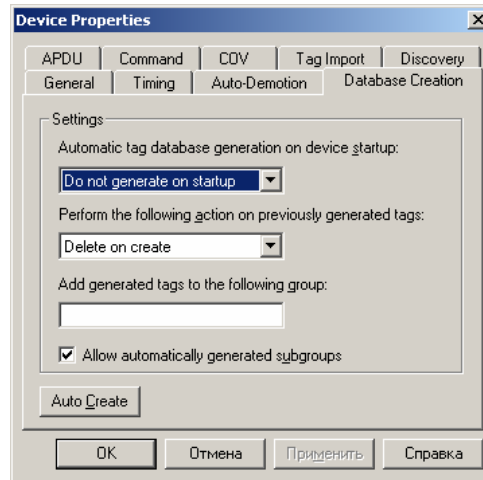 Device Properties
APDU Command COV Tag Import Discovery
General Timing Auto-Demotion Database Creation
Settings
Automatic tag database generation on device startup:
Do not generate on startup
Perform the following action on previously generated tags:
Delete on create
Add generated tags to the following group:
Allow automatically generated subgroups
Auto Create
OK Отмена Применить Справка